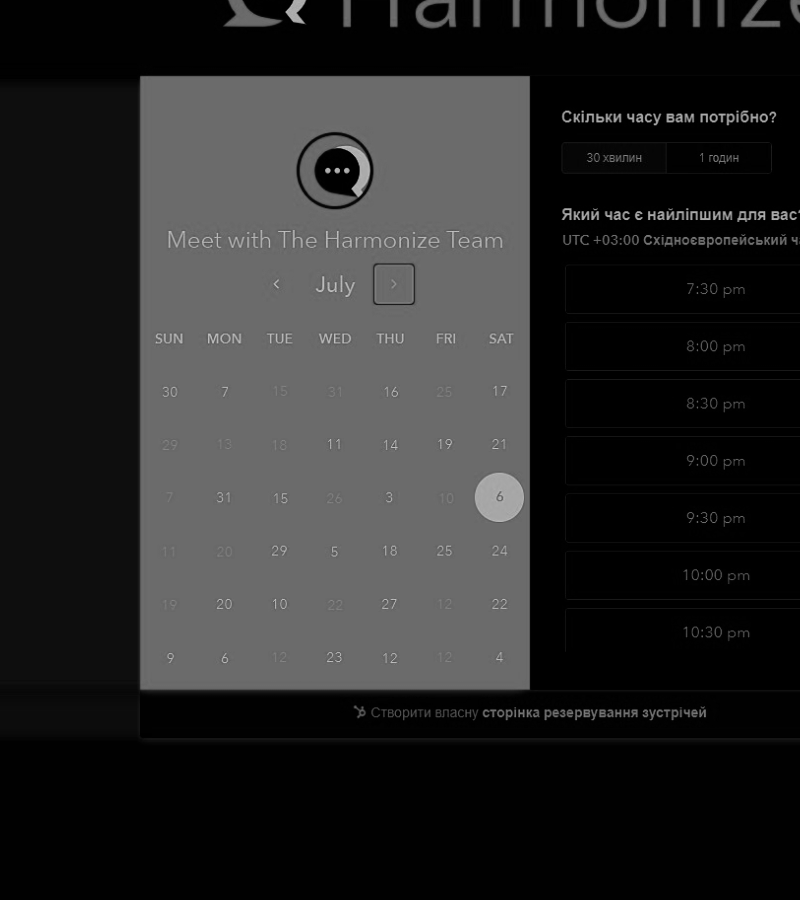 Harmonize
Meet with The Harmonize Team
July
SUN MON TUE WED THU FRI SAT
30 7 15 31 16 25 17
29 13 18 11 14 19 21
7 31 15 26 3 10 6
11 20 29 5 18 25 24
19 20 10 22 27 12 22
9 6 12 23 12 12 4
Скільки часу вам потрібно?
30 хвилин 1 годин
Який час є найліпшим для вас?
UTC +03:00 Східноєвропейський ч
7:30 pm
8:00 pm
8:30 pm
9:00 pm
9:30 pm
10:00 pm
10:30 pm
Створити власну сторінка резервування зустрічей